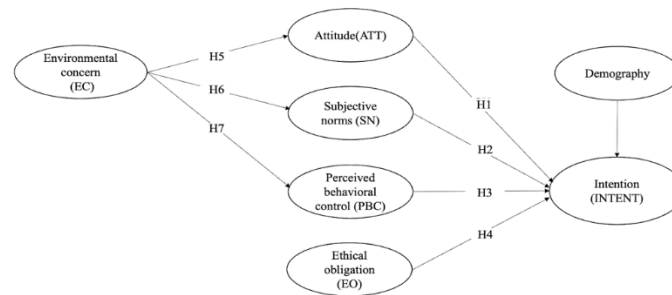 Environmental
concern
(EC)
H5
H6
H7
Attitude(ATT)
Subjective
norms (SN)
Perceived
behavioral
control (PBC)
Ethical
obligation
(EO)
H1
H2
H3
H4
Demography
Intention
(INTENT)